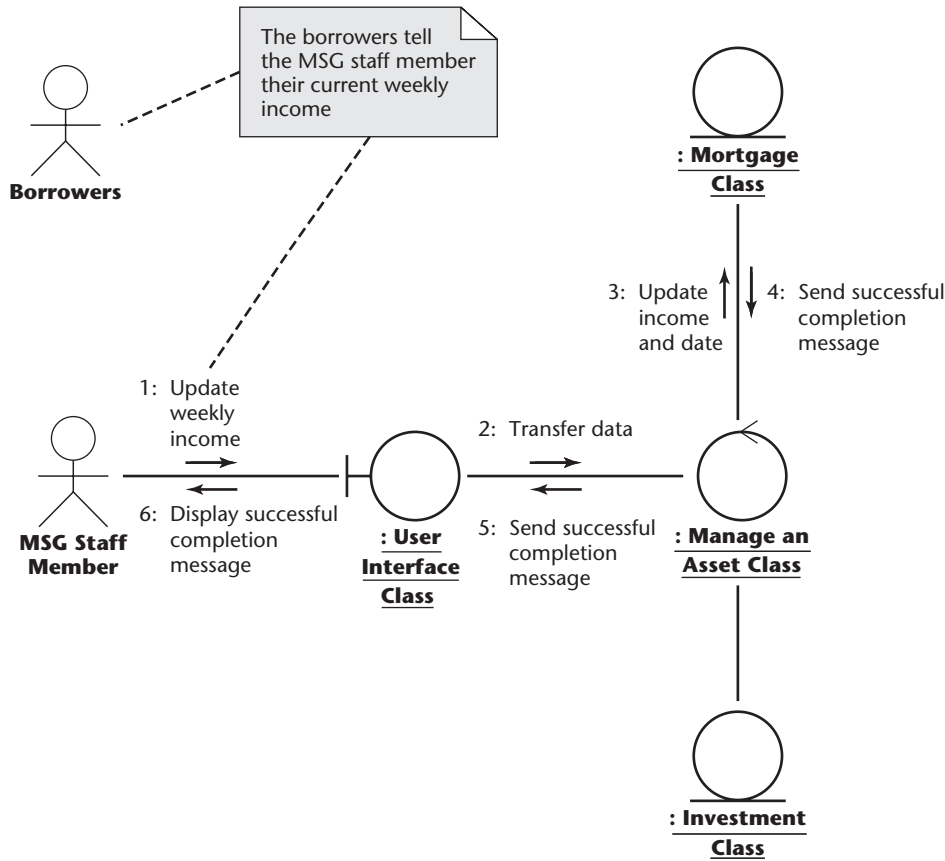 The borrowers tell
the MSG staff member
their current weekly
income
Borrowers
: Mortgage
Class
3: Update
income
and date
4: Send successful
completion
message
1: Update
weekly
income
2: Transfer data
6: Display successful
completion
message
5: Send successful
completion
message
MSG Staff
Member
: User
Interface
Class
: Manage an
Asset Class
: Investment
Class